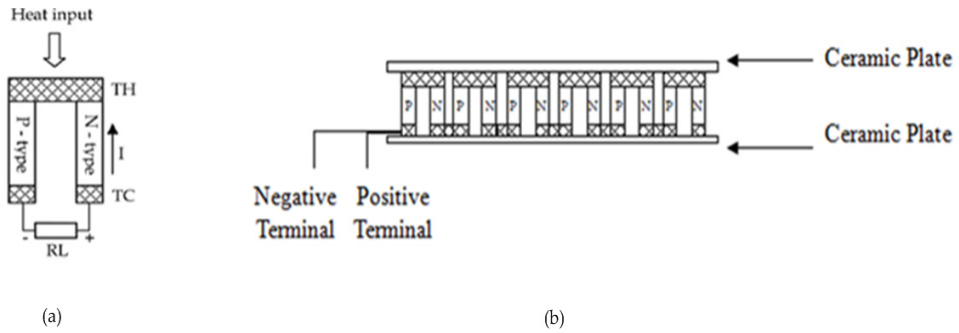 Heat input
TH
P - type
N - type
I
TC
- +
RL
(a)
Ceramic Plate
P N P N P N P N P N P N
Ceramic Plate
Negative Positive
Terminal Terminal
(b)